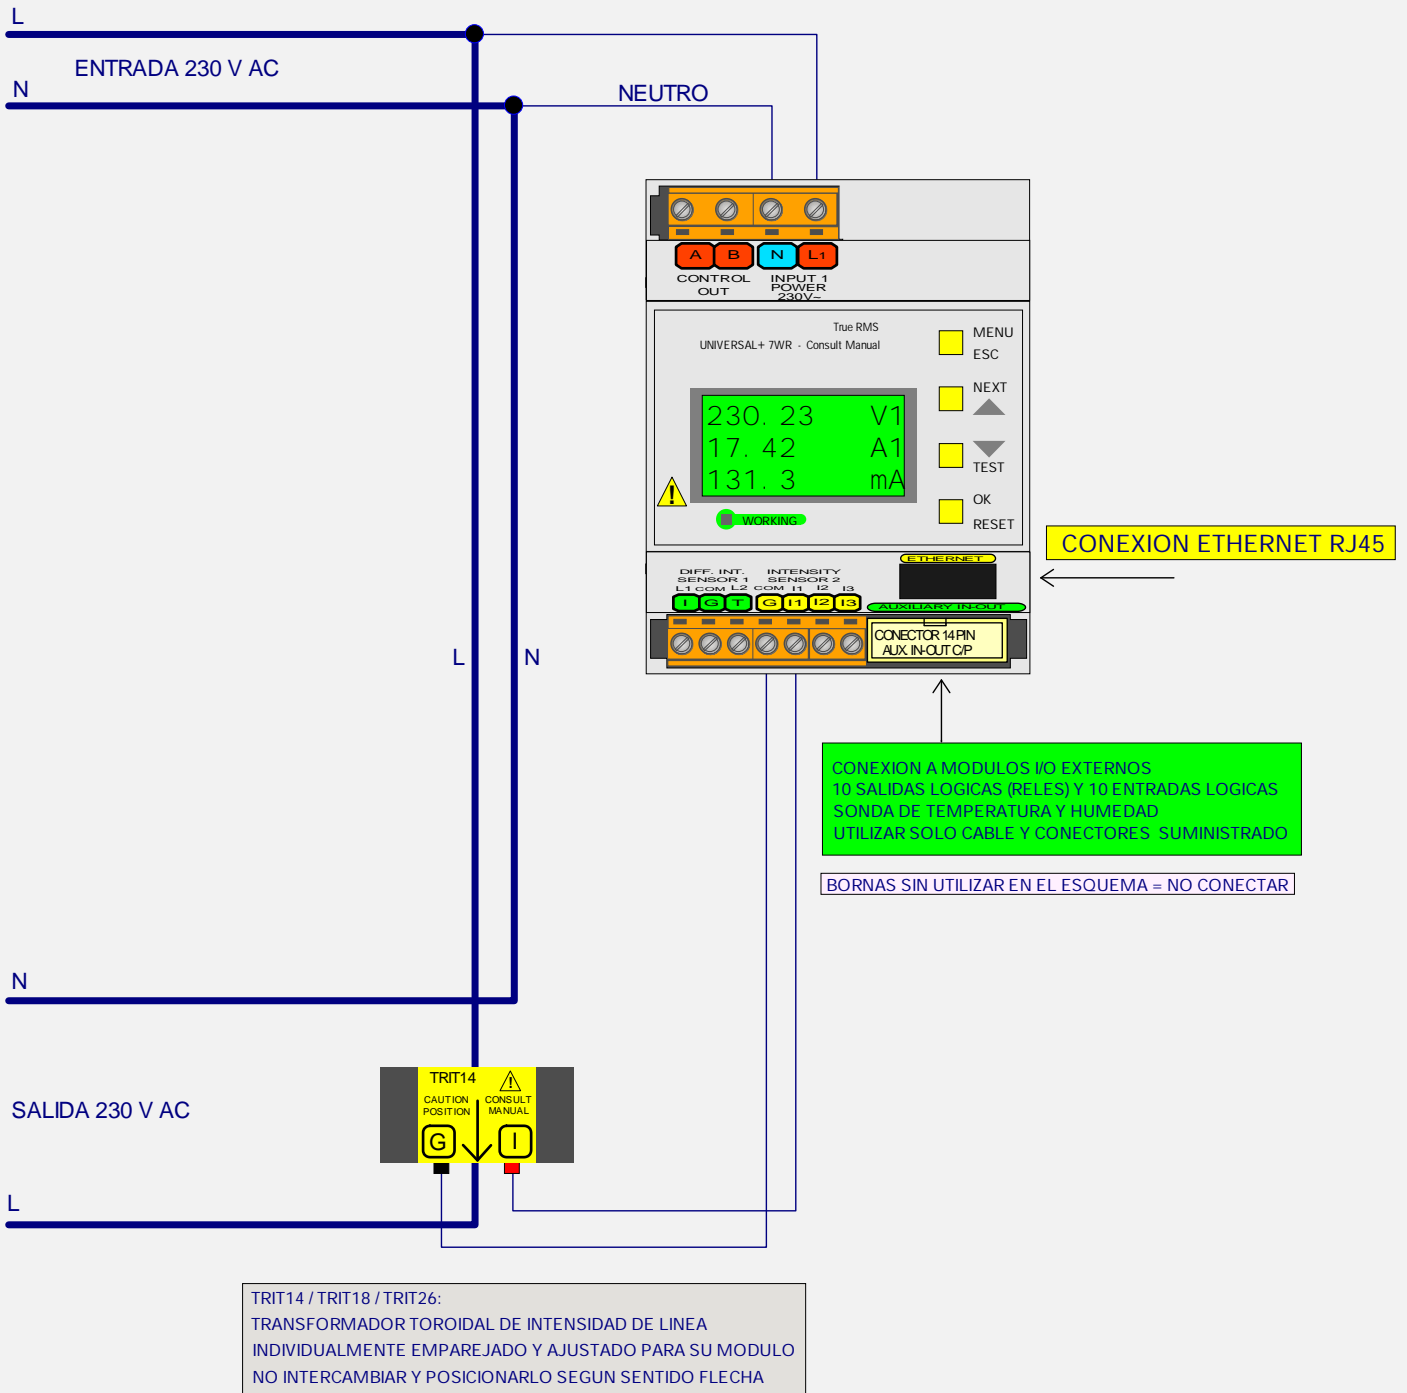 L
ENTRADA 230 V AC
N
NEUTRO
A B N L1
CONTROL OUT
INPUT 1
POWER
230V~
True RMS
UNIVERSAL+ 7WR - Consult Manual
MENU
ESC
NEXT
TEST
OK
RESET
230. 23 V1
17. 42 A1
131. 3 mA
WORKING
CONEXION ETHERNET RJ45
ETHERNET
DIFF. INT.
SENSOR 1
L1 COM L2
INTENSITY
SENSOR 2
COM I1 I2 I3
I G T G I1 I2 I3
AUXILIARY IN-OUT
CONECTOR 14 PIN
AUX. IN-OUT C/P
L N
CONEXION A MODULOS I/O EXTERNOS
10 SALIDAS LOGICAS (RELES) Y 10 ENTRADAS LOGICAS
SONDA DE TEMPERATURA Y HUMEDAD
UTILIZAR SOLO CABLE Y CONECTORES SUMINISTRADO
BORNAS SIN UTILIZAR EN EL ESQUEMA = NO CONECTAR
N
TRIT14
CAUTION
POSITION
CONSULT
MANUAL
G I
SALIDA 230 V AC
L
TRIT14 / TRIT18 / TRIT26:
TRANSFORMADOR TOROIDAL DE INTENSIDAD DE LINEA
INDIVIDUALMENTE EMPAREJADO Y AJUSTADO PARA SU MODULO
NO INTERCAMBIAR Y POSICIONARLO SEGUN SENTIDO FLECHA